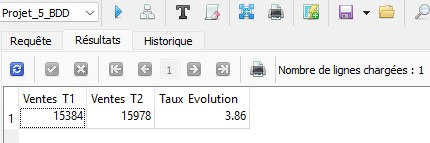 Projet_5_BDD
Requête Résultats Historique
1 Nombre de lignes chargées : 1
Ventes T1 Ventes T2 Taux Evolution
1 15384 15978 3.86